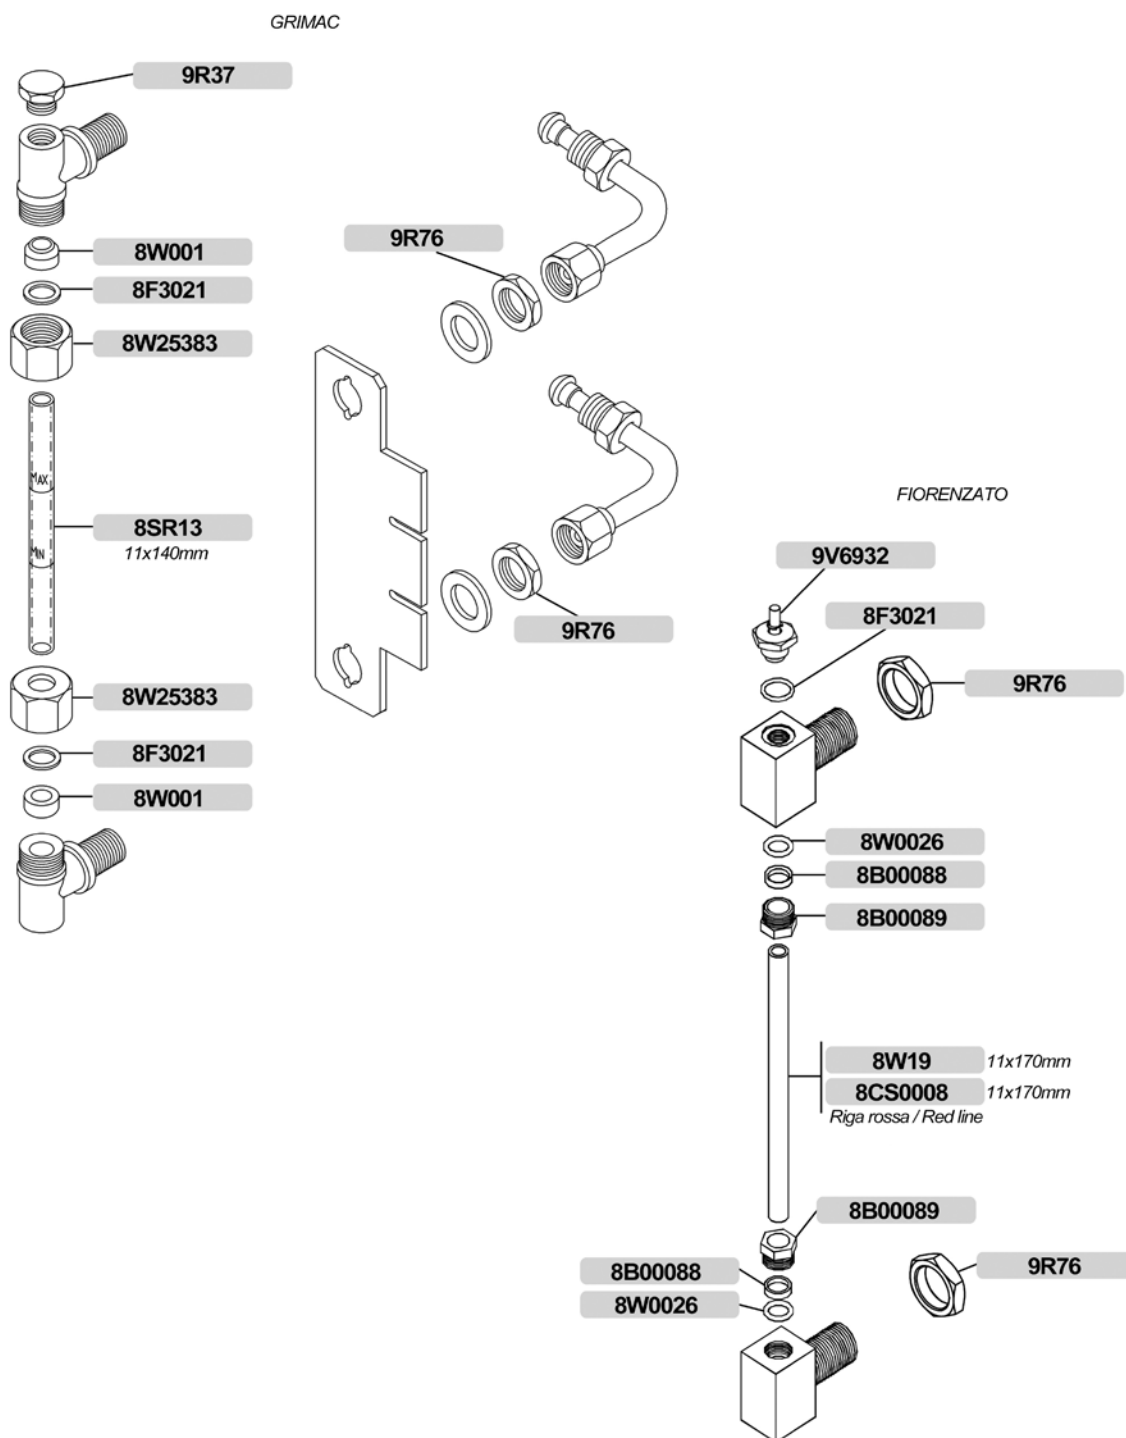 GRIMAC
9R37
8W001
8F3021
8W25383
9R76
MAX
MIN
8SR13
11x140mm
9R76
8W25383
8F3021
8W001
FIORENZATO
9V6932
8F3021
9R76
8W0026
8B00088
8B00089
8W19 11x170mm
8CS0008 11x170mm
Riga rossa / Red line
8B00089
8B00088
8W0026
9R76